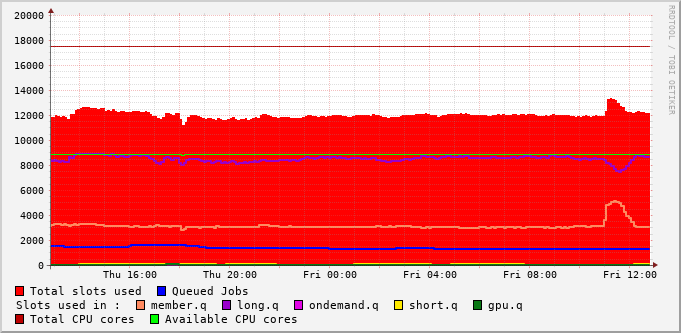 20000
18000
16000
14000
12000
10000
8000
6000
4000
2000
0
Thu 16:00 Thu 20:00 Fri 00:00 Fri 04:00 Fri 08:00 Fri 12:00
Total slots used Queued Jobs
Slots used in : member.q long.q ondemand.q short.q gpu.q
Total CPU cores Available CPU cores
RRDTOOL / TOBI OETIKER